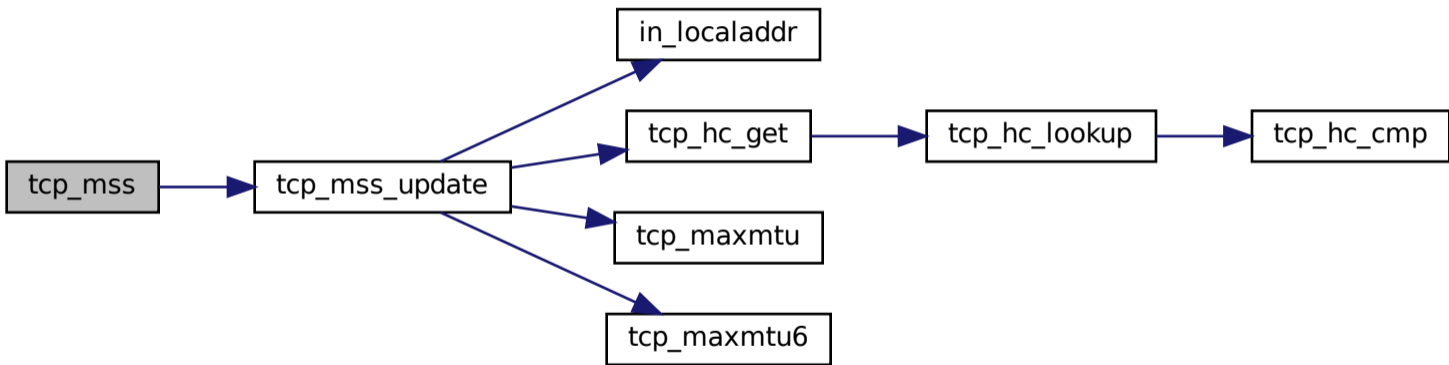 in_localaddr
tcp_hc_get
tcp_hc_lookup
tcp_hc_cmp
tcp_mss
tcp_mss_update
tcp_maxmtu
tcp_maxmtu6